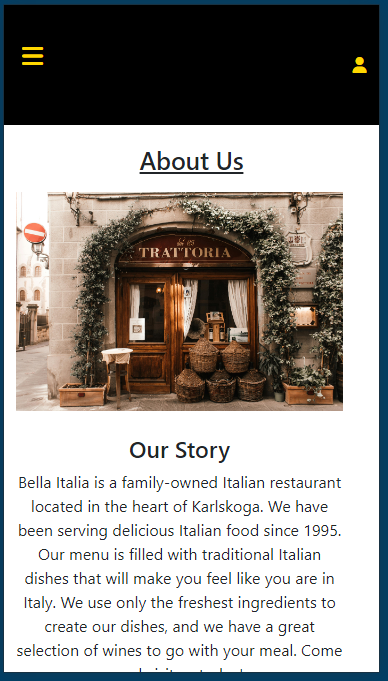 About Us
dei 13
TRATTORIA
Our Story
Bella Italia is a family-owned Italian restaurant
located in the heart of Karlskoga. We have
been serving delicious Italian food since 1995.
Our menu is filled with traditional Italian
dishes that will make you feel like you are in
Italy. We use only the freshest ingredients to
create our dishes, and we have a great
selection of wines to go with your meal. Come